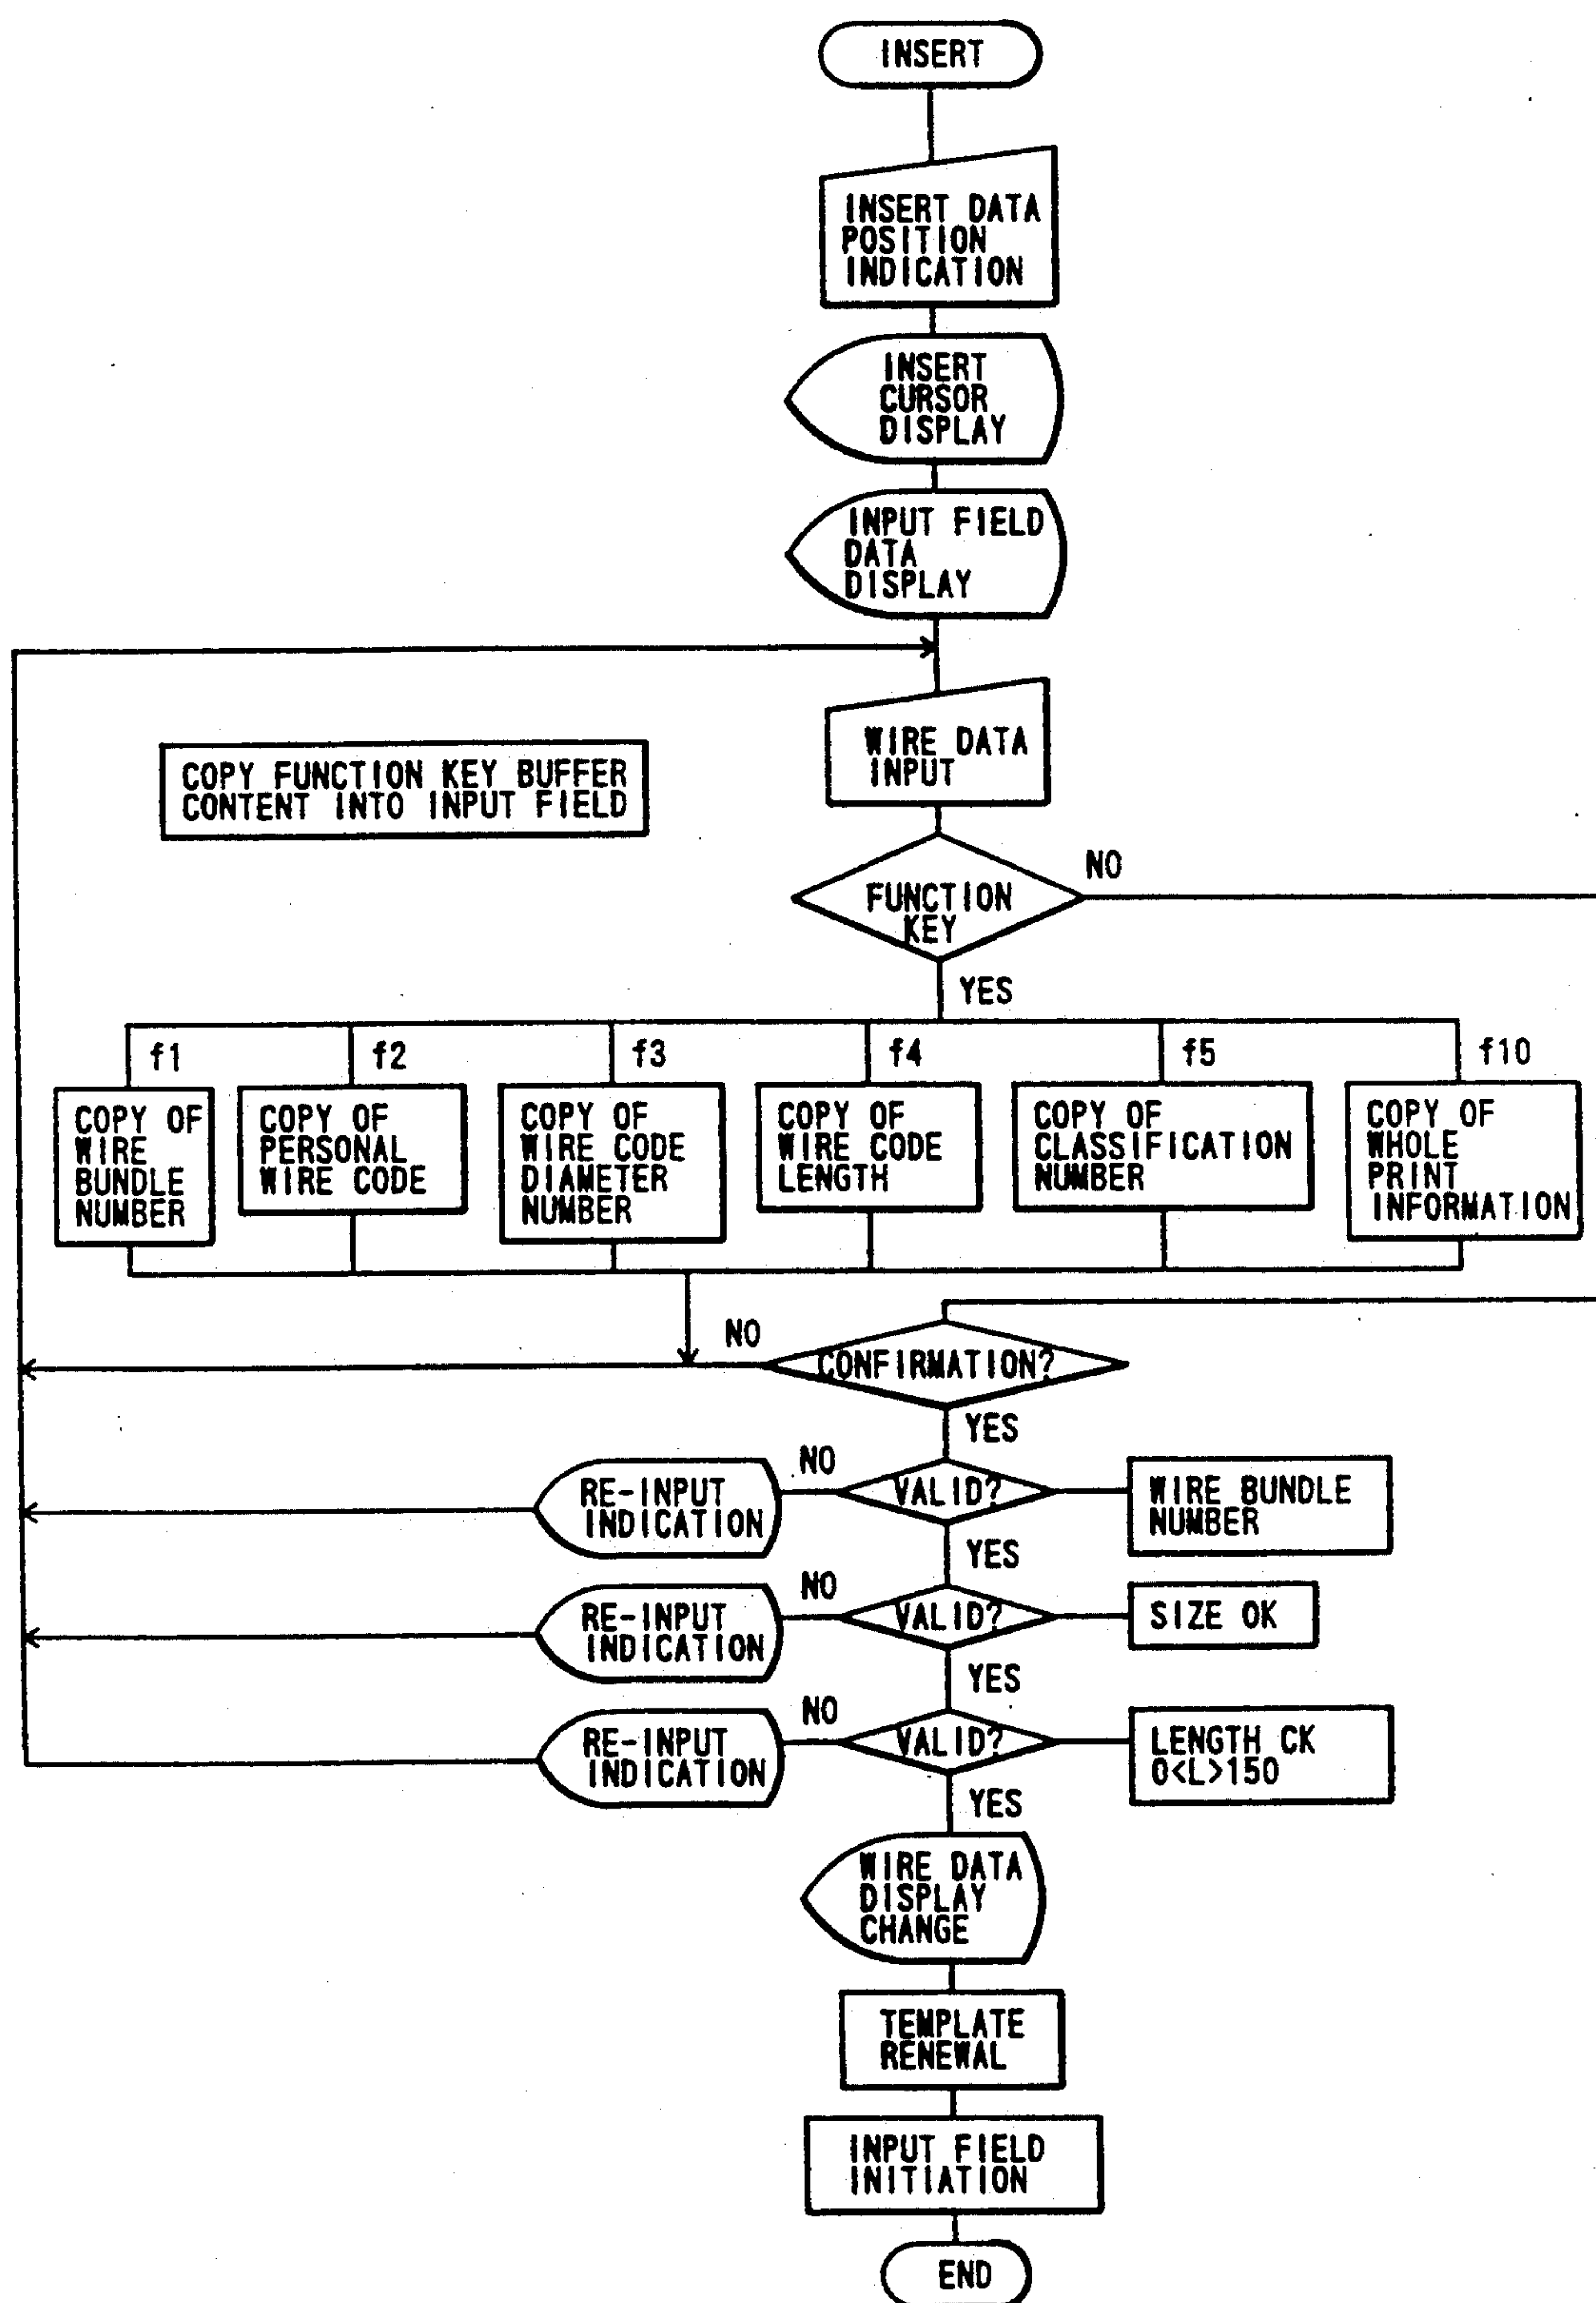 INSERT
INSERT DATA
POSITION
INDICATION
INSERT
CURSOR
DISPLAY
INPUT FIELD
DATA
DISPLAY
WIRE DATA
INPUT
COPY FUNCTION KEY BUFFER
CONTENT INTO INPUT FIELD
FUNCTION
KEY
NO
YES
f1
COPY OF
WIRE
BUNDLE
NUMBER
f2
COPY OF
PERSONAL
WIRE CODE
f3
COPY OF
WIRE CODE
DIAMETER
NUMBER
f4
COPY OF
WIRE CODE
LENGTH
f5
COPY OF
CLASSIFICATION
NUMBER
f10
COPY OF
WHOLE
PRINT
INFORMATION
NO
CONFIRMATION?
YES
RE-INPUT
INDICATION
NO
VALID?
WIRE BUNDLE
NUMBER
YES
RE-INPUT
INDICATION
NO
VALID?
SIZE OK
YES
RE-INPUT
INDICATION
NO
VALID?
LENGTH CK
0<L>150
YES
WIRE DATA
DISPLAY
CHANGE
TEMPLATE
RENEWAL
INPUT FIELD
INITIATION
END